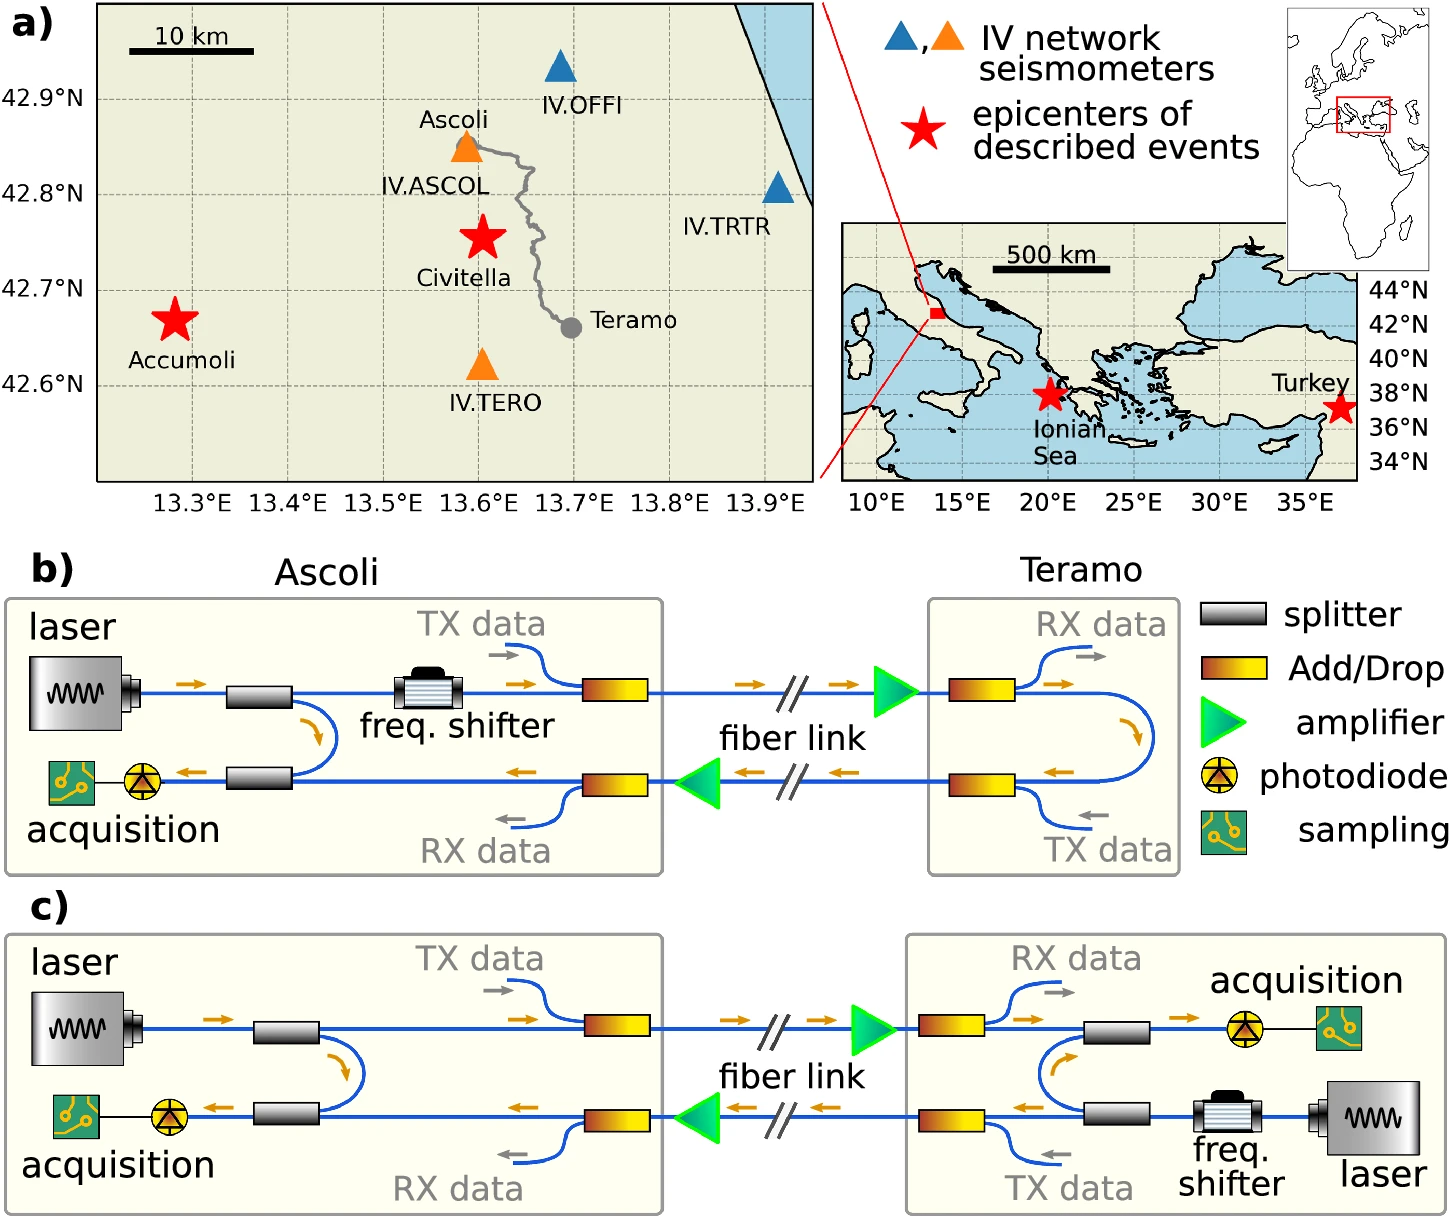 a)
10 km
42.9°N
42.8°N
42.7°N
42.6°N
IV.OFFI
Ascoli
IV.ASCOL
IV.TRTR
Civitella
Teramo
Accumoli
IV.TERO
13.3°E 13.4°E 13.5°E 13.6°E 13.7°E 13.8°E 13.9°E
, IV network
seismometers
epicenters of
described events
500 km
44°N
42°N
40°N
38°N
36°N
34°N
Turkey
Ionian
Sea
10°E 15°E 20°E 25°E 30°E 35°E
b)
Ascoli
Teramo
laser
TX data
freq. shifter
acquisition
RX data
fiber link
RX data
TX data
splitter
Add/Drop
amplifier
photodiode
sampling
c)
laser
TX data
acquisition
RX data
fiber link
RX data
acquisition
TX data
freq.
shifter
laser